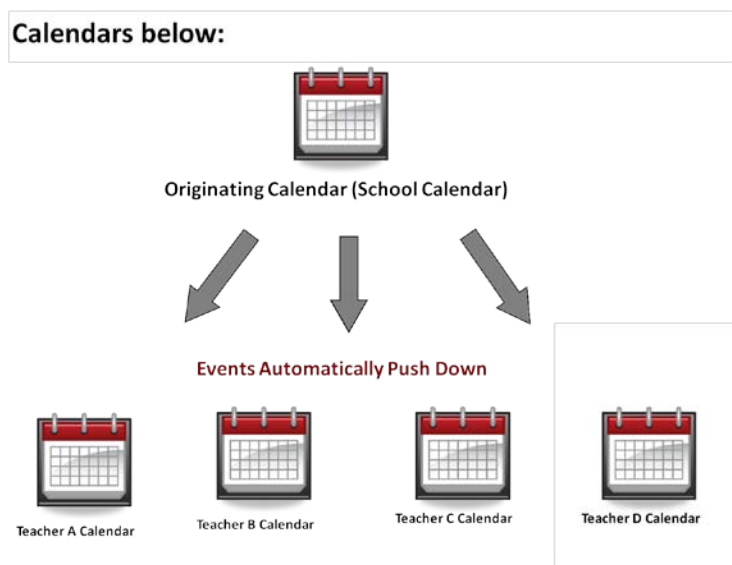 Calendars below:
Originating Calendar (School Calendar)
Events Automatically Push Down
Teacher A Calendar
Teacher B Calendar
Teacher C Calendar
Teacher D Calendar